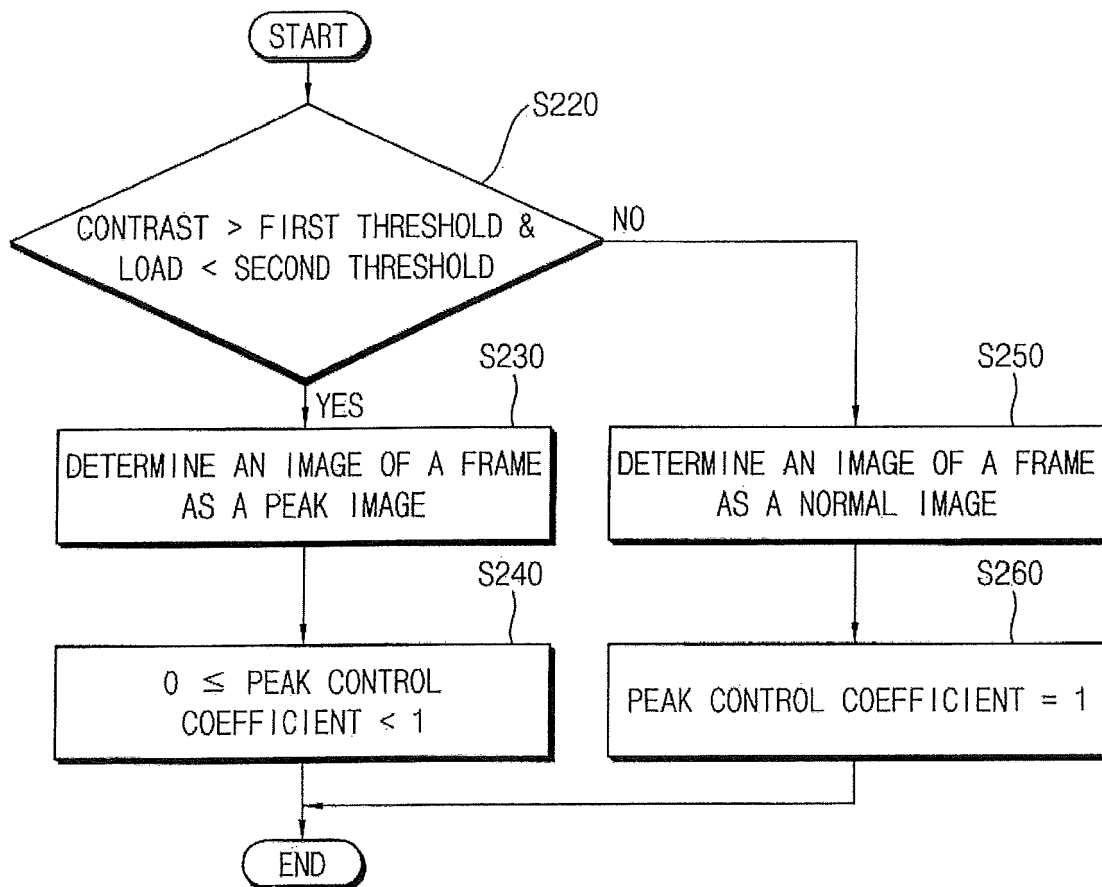 START
S220
CONTRAST > FIRST THRESHOLD &
LOAD < SECOND THRESHOLD
NO
YES
S230
DETERMINE AN IMAGE OF A FRAME
AS A PEAK IMAGE
S250
DETERMINE AN IMAGE OF A FRAME
AS A NORMAL IMAGE
S240
0 ≤ PEAK CONTROL
COEFFICIENT < 1
S260
PEAK CONTROL COEFFICIENT = 1
END